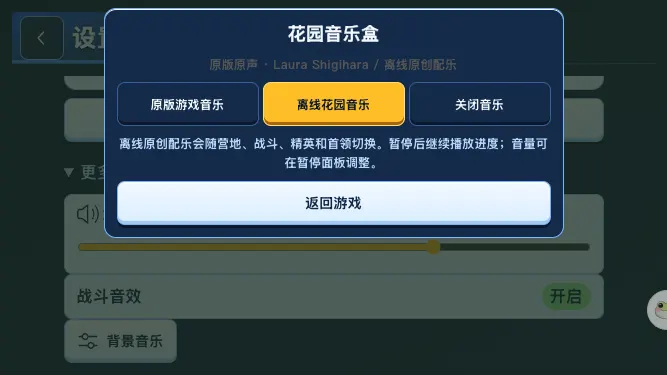 设
花园音乐盒
原版原声 · Laura Shigihara / 离线原创配乐
原版游戏音乐
离线花园音乐
关闭音乐
离线原创配乐会随营地、战斗、精英和首领切换。暂停后继续播放进度；音量可
在暂停面板调整。
▼ 更
返回游戏
战斗音效
开启
背景音乐